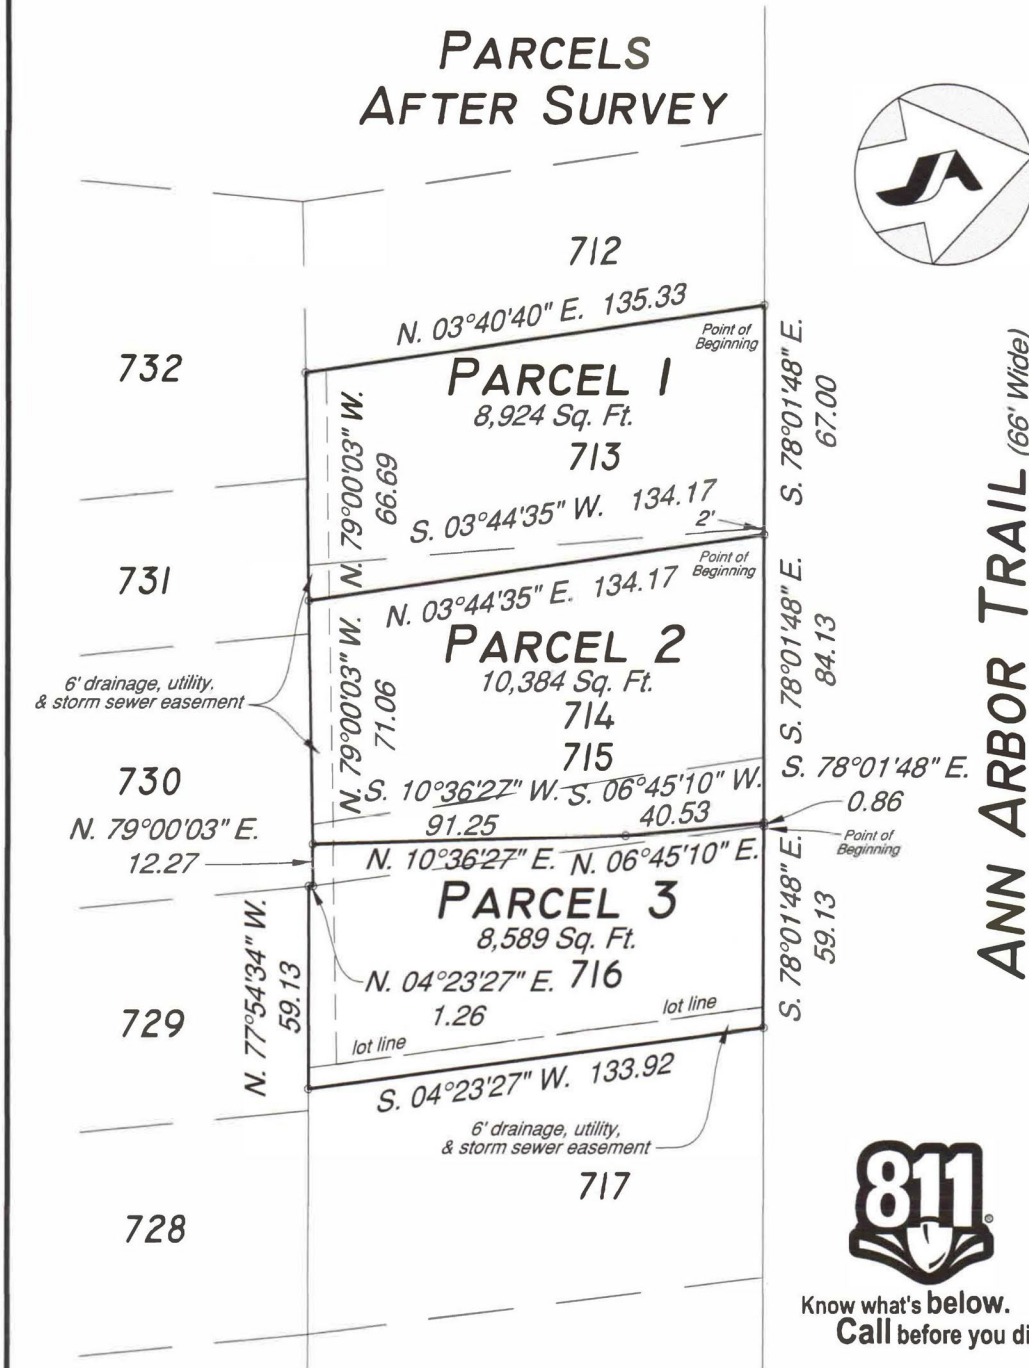 PARCELS
AFTER SURVEY
712
N. 03°40'40" E. 135.33
Point of
Beginning
732
PARCEL 1
8,924 Sq. Ft.
713
S. 78°01'48" E.
67.00
N. 79°00'03" W.
66.69
S. 03°44'35" W. 134.17
2'
731
N. 03°44'35" E. 134.17
Point of
Beginning
PARCEL 2
10,384 Sq. Ft.
714
715
S. 78°01'48" E.
84.13
N. 79°00'03" W.
71.06
6' drainage, utility,
& storm sewer easement
730
S. 10°36'27" W.
91.25
S. 06°45'10" W.
40.53
S. 78°01'48" E.
0.86
Point of
Beginning
N. 79°00'03" E.
12.27
N. 10°36'27" E.
N. 06°45'10" E.
PARCEL 3
8,589 Sq. Ft.
716
S. 78°01'48" E.
59.13
N. 77°54'34" W.
59.13
N. 04°23'27" E.
1.26
729
lot line
lot line
S. 04°23'27" W. 133.92
6' drainage, utility,
& storm sewer easement
717
728
ANN ARBOR TRAIL (66' Wide)
811®
Know what's below.
Call before you di